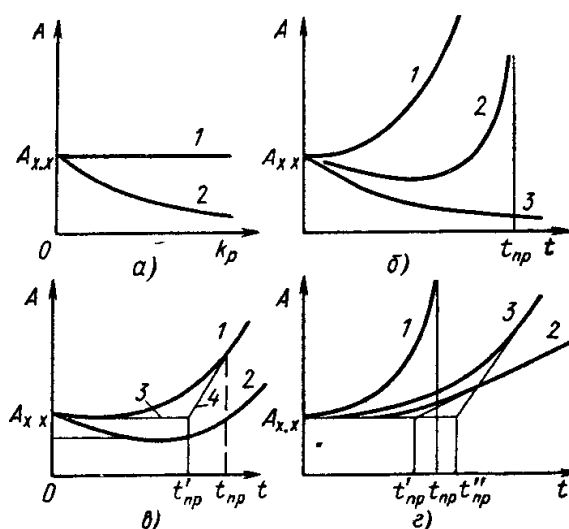 A
A
1
1
2
Aх.х
Aх х
2
3
0
kр
а)
б)
tпр t
A
1
A
1
3
2
3
4
2
Aх х
Aх,х
0
t'пр tпр t
в)
t'пр tпр t''пр
t
г)